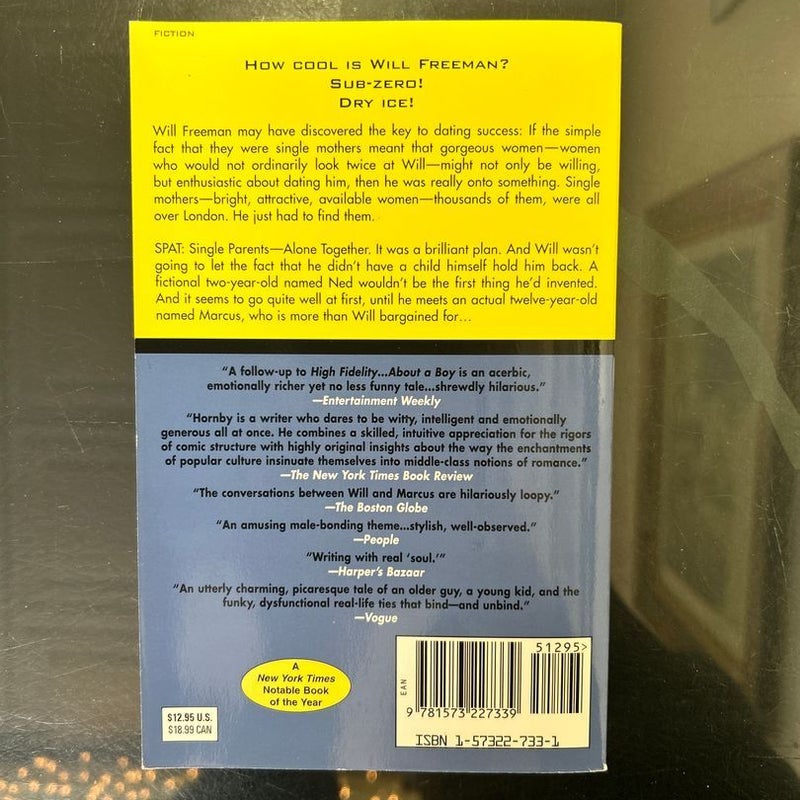 FICTION
HOW COOL IS WILL FREEMAN?
SUB-ZERO!
DRY ICE!
Will Freeman may have discovered the key to dating success: If the simple
fact that they were single mothers meant that gorgeous women—women
who would not ordinarily look twice at Will—might not only be willing,
but enthusiastic about dating him, then he was really onto something. Single
mothers—bright, attractive, available women—thousands of them, were all
over London. He just had to find them.
SPAT: Single Parents—Alone Together. It was a brilliant plan. And Will wasn't
going to let the fact that he didn't have a child himself hold him back. A
fictional two-year-old named Ned wouldn't be the first thing he'd invented.
And it seems to go quite well at first, until he meets an actual twelve-year-old
named Marcus, who is more than Will bargained for...
"A follow-up to High Fidelity...About a Boy is an acerbic,
emotionally richer yet no less funny tale...shrewdly hilarious."
—Entertainment Weekly
"Hornby is a writer who dares to be witty, intelligent and emotionally
generous all at once. He combines a skilled, intuitive appreciation for the rigors
of comic structure with highly original insights about the way the enchantments
of popular culture insinuate themselves into middle-class notions of romance."
—The New York Times Book Review
"The conversations between Will and Marcus are hilariously loopy."
—The Boston Globe
"An amusing male-bonding theme...stylish, well-observed."
—People
"Writing with real 'soul.'"
—Harper's Bazaar
"An utterly charming, picaresque tale of an older guy, a young kid, and the
funky, dysfunctional real-life ties that bind—and unbind."
—Vogue
A
New York Times
Notable Book
of the Year
$12.95 U.S.
$18.99 CAN
EAN
51295>
9 781573 227339
ISBN 1-57322-733-1